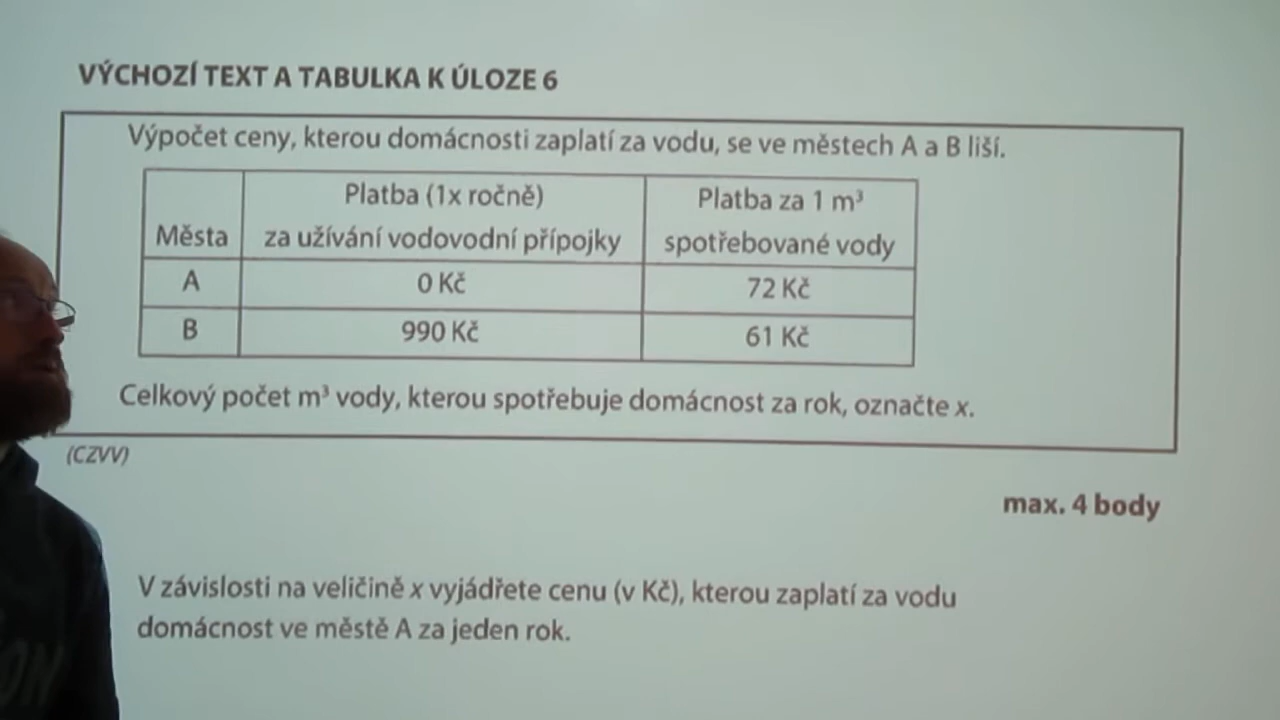 VÝCHOZÍ TEXT A TABULKA K ÚLOZE 6
Výpočet ceny, kterou domácnosti zaplatí za vodu, se ve městech A a B liší.
Platba (1x ročně) Platba za 1 m³
Města za užívání vodovodní přípojky spotřebované vody
A 0 Kč 72 Kč
B 990 Kč 61 Kč
Celkový počet m³ vody, kterou spotřebuje domácnost za rok, označte x.
(CZVV)
max. 4 body
V závislosti na veličině x vyjádřete cenu (v Kč), kterou zaplatí za vodu
domácnost ve městě A za jeden rok.
ON